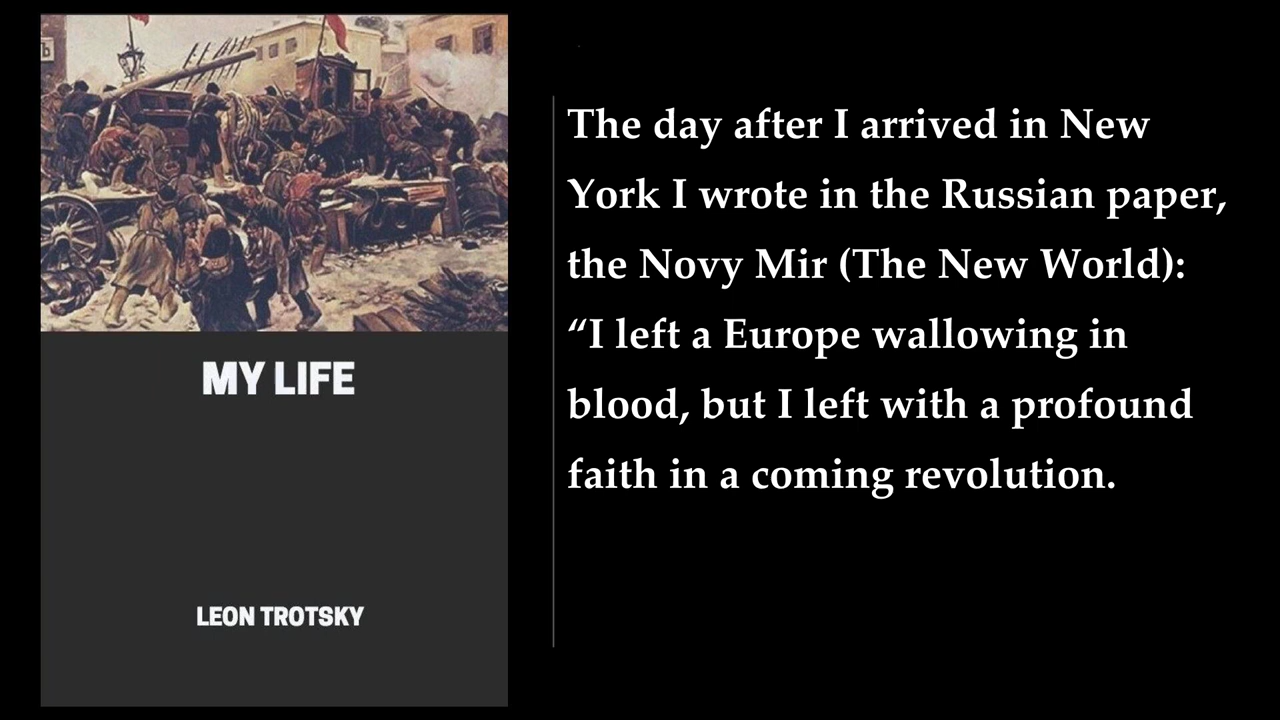 MY LIFE
LEON TROTSKY
The day after I arrived in New
York I wrote in the Russian paper,
the Novy Mir (The New World):
“I left a Europe wallowing in
blood, but I left with a profound
faith in a coming revolution.